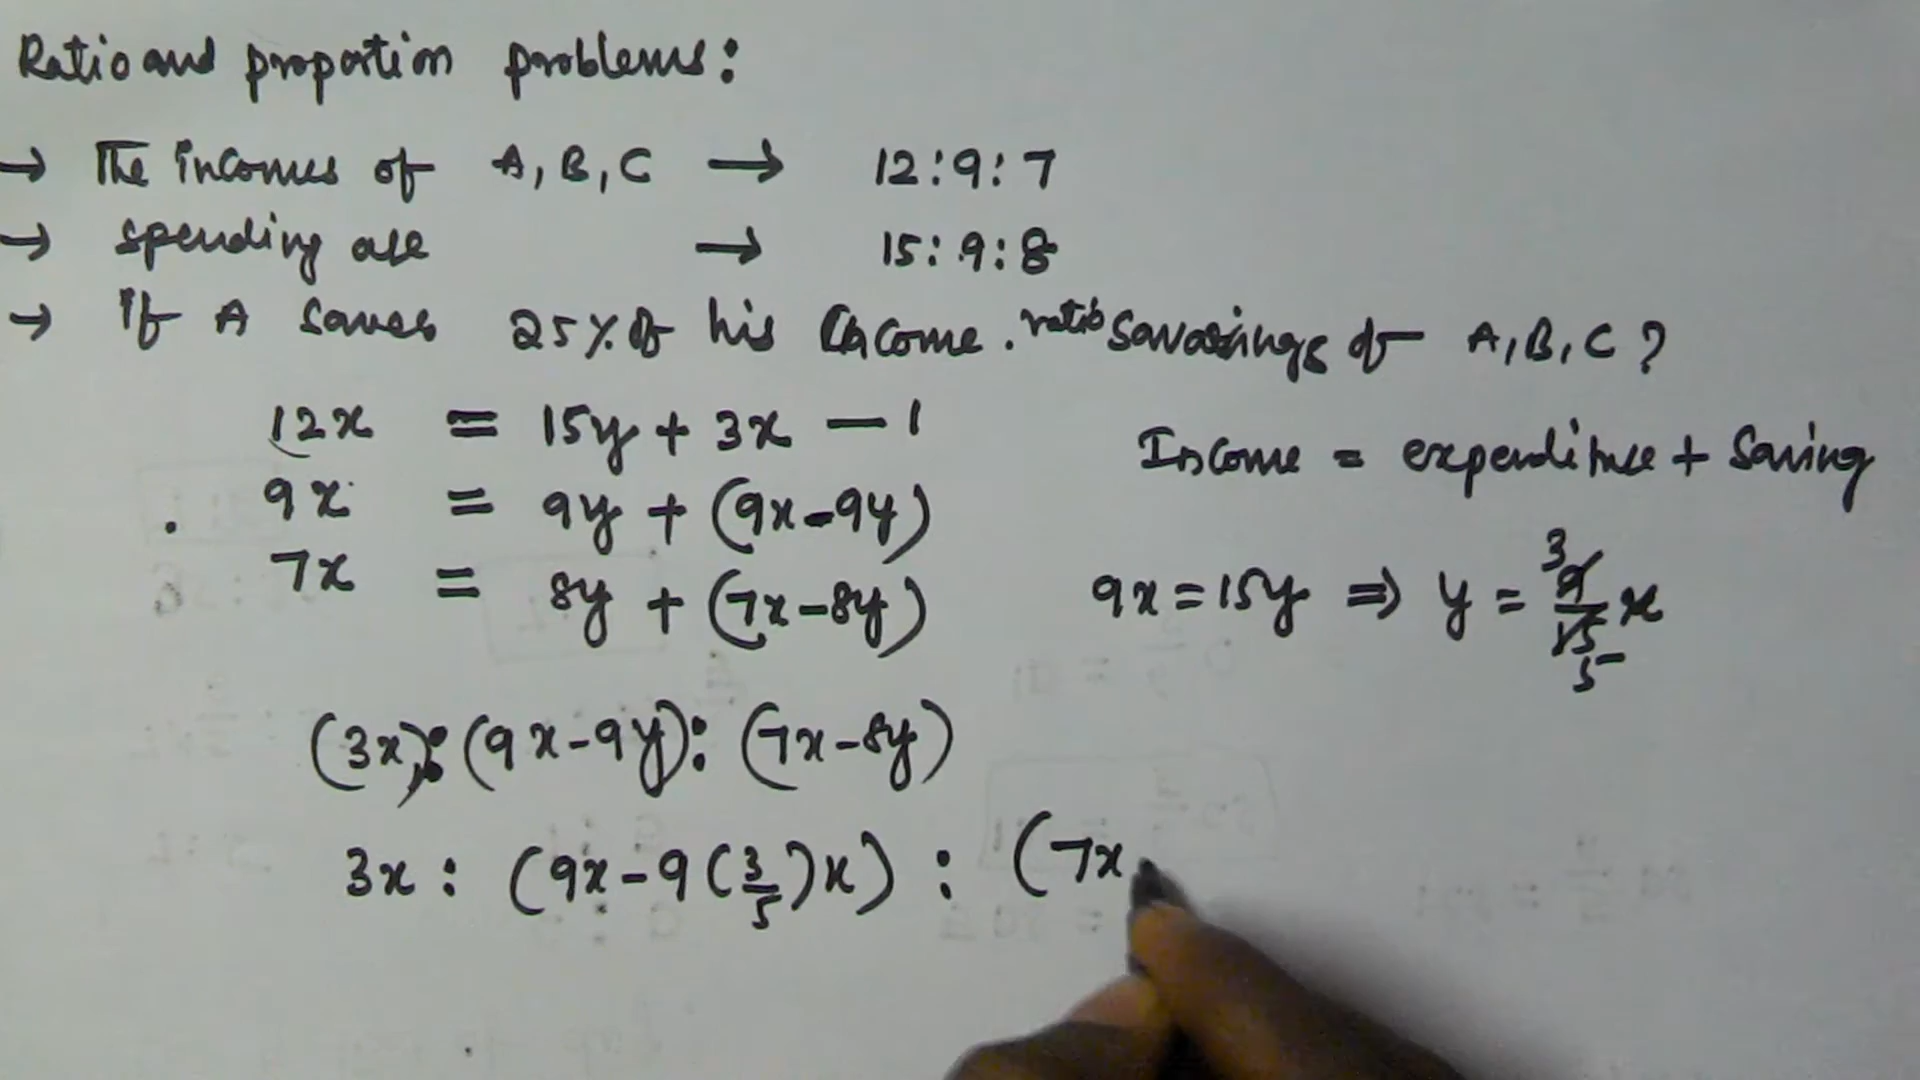 Ratio and proportion problems:
→ The incomes of A, B, C → 12:9:7
→ spending are → 15:9:8
→ If A saves 25% of his income. ratio savings of A, B, C?
12x = 15y + 3x — 1
Income = expenditure + Saving
9x = 9y + (9x-9y)
7x = 8y + (7x-8y)
9x = 15y ⇒ y = 3 9/15 5 x
(3x):(9x-9y):(7x-8y)
3x : (9x-9(3/5)x) : (7x